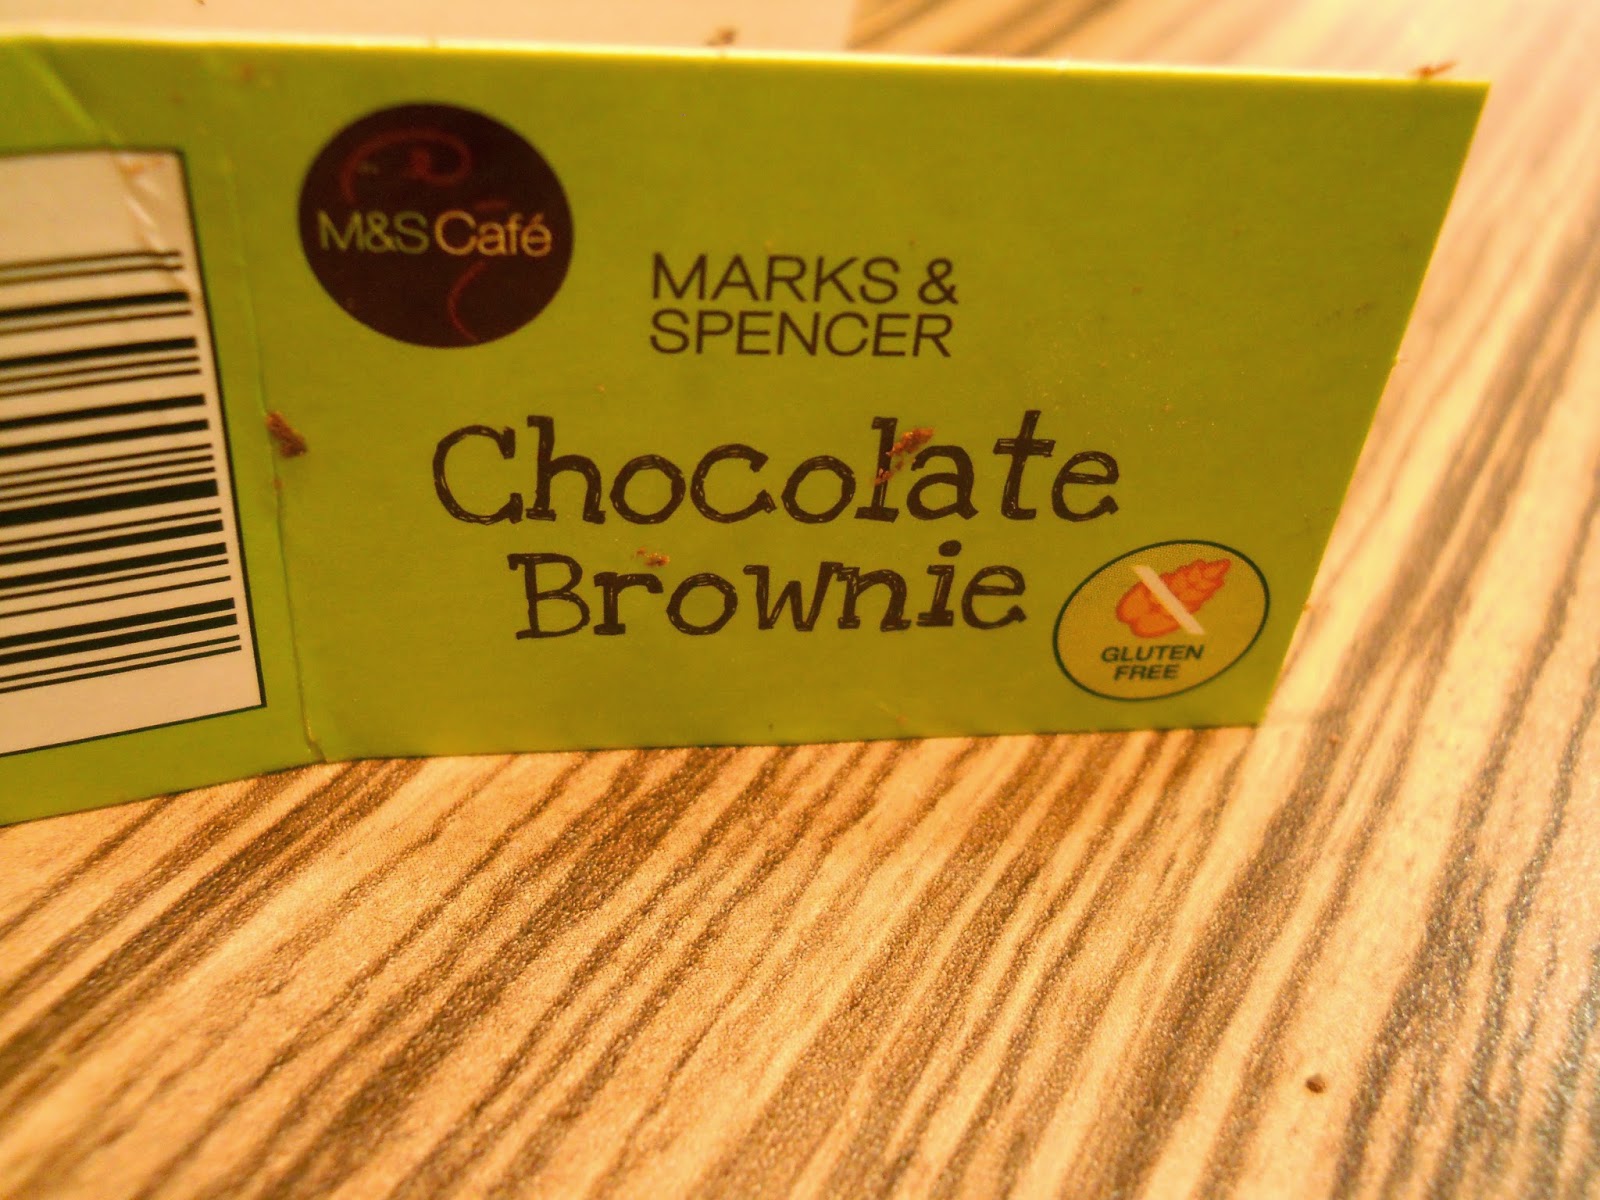 M&S Café
MARKS &
SPENCER
Chocolate
Brownie
GLUTEN
FREE